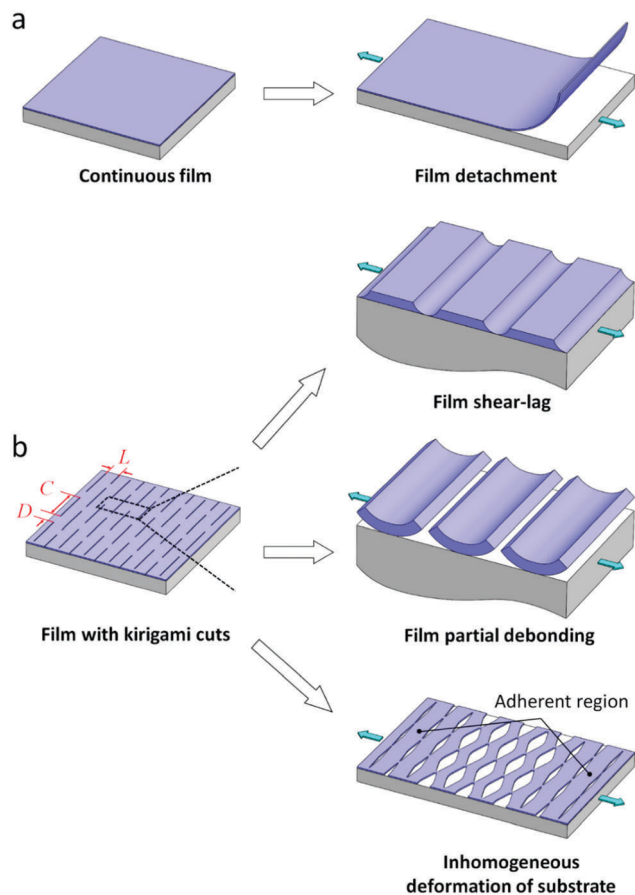 a
Continuous film
Film detachment
Film shear-lag
b
L
C
D
Film with kirigami cuts
Film partial debonding
Adherent region
Inhomogeneous
deformation of substrate